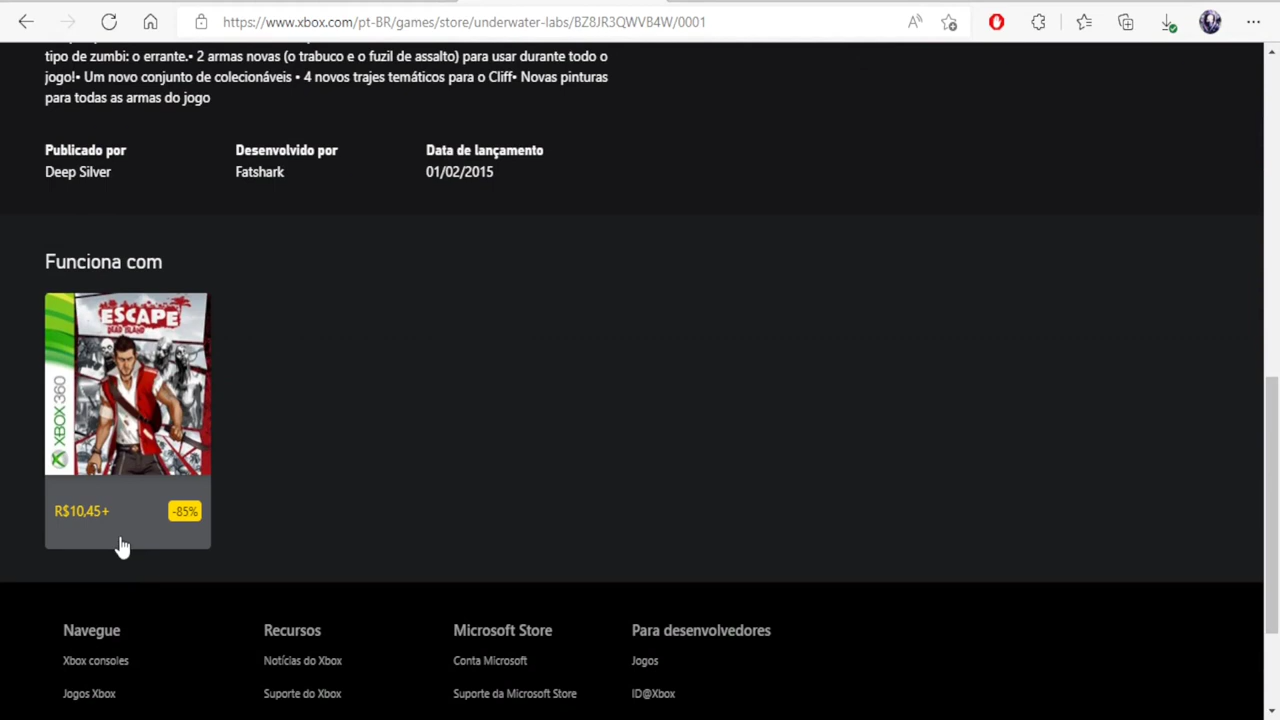 https://www.xbox.com/pt-BR/games/store/underwater-labs/BZ8JR3QWVB4W/0001
tipo de zumbi: o errante.• 2 armas novas (o trabuco e o fuzil de assalto) para usar durante todo o
jogo!• Um novo conjunto de colecionáveis • 4 novos trajes temáticos para o Cliff• Novas pinturas
para todas as armas do jogo
Publicado por
Desenvolvido por
Data de lançamento
Deep Silver
Fatshark
01/02/2015
Funciona com
ESCAPE
DEAD ISLAND
XBOX 360
R$10,45+
-85%
Navegue
Recursos
Microsoft Store
Para desenvolvedores
Xbox consoles
Notícias do Xbox
Conta Microsoft
Jogos
Jogos Xbox
Suporte do Xbox
Suporte da Microsoft Store
ID@Xbox